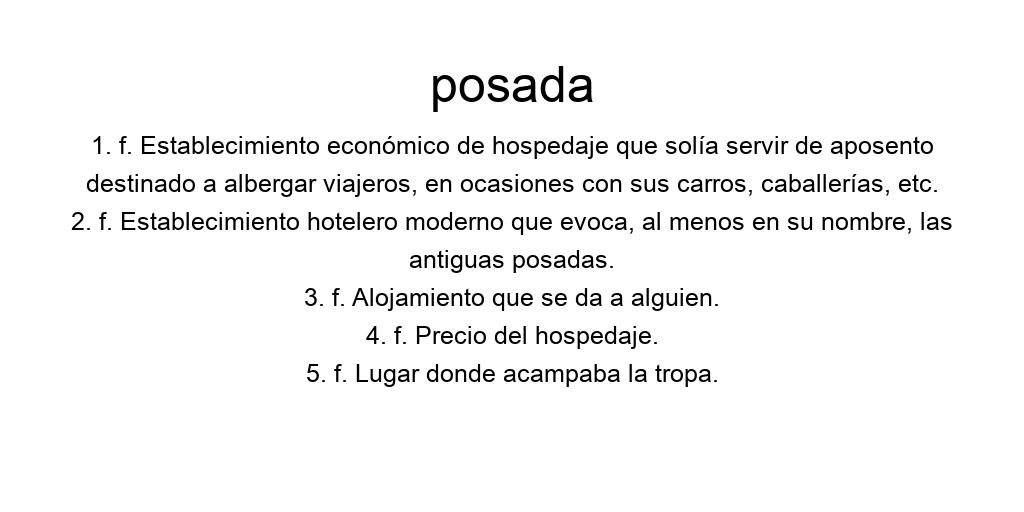 posada
1. f. Establecimiento económico de hospedaje que solía servir de aposento
destinado a albergar viajeros, en ocasiones con sus carros, caballerías, etc.
2. f. Establecimiento hotelero moderno que evoca, al menos en su nombre, las
antiguas posadas.
3. f. Alojamiento que se da a alguien.
4. f. Precio del hospedaje.
5. f. Lugar donde acampaba la tropa.